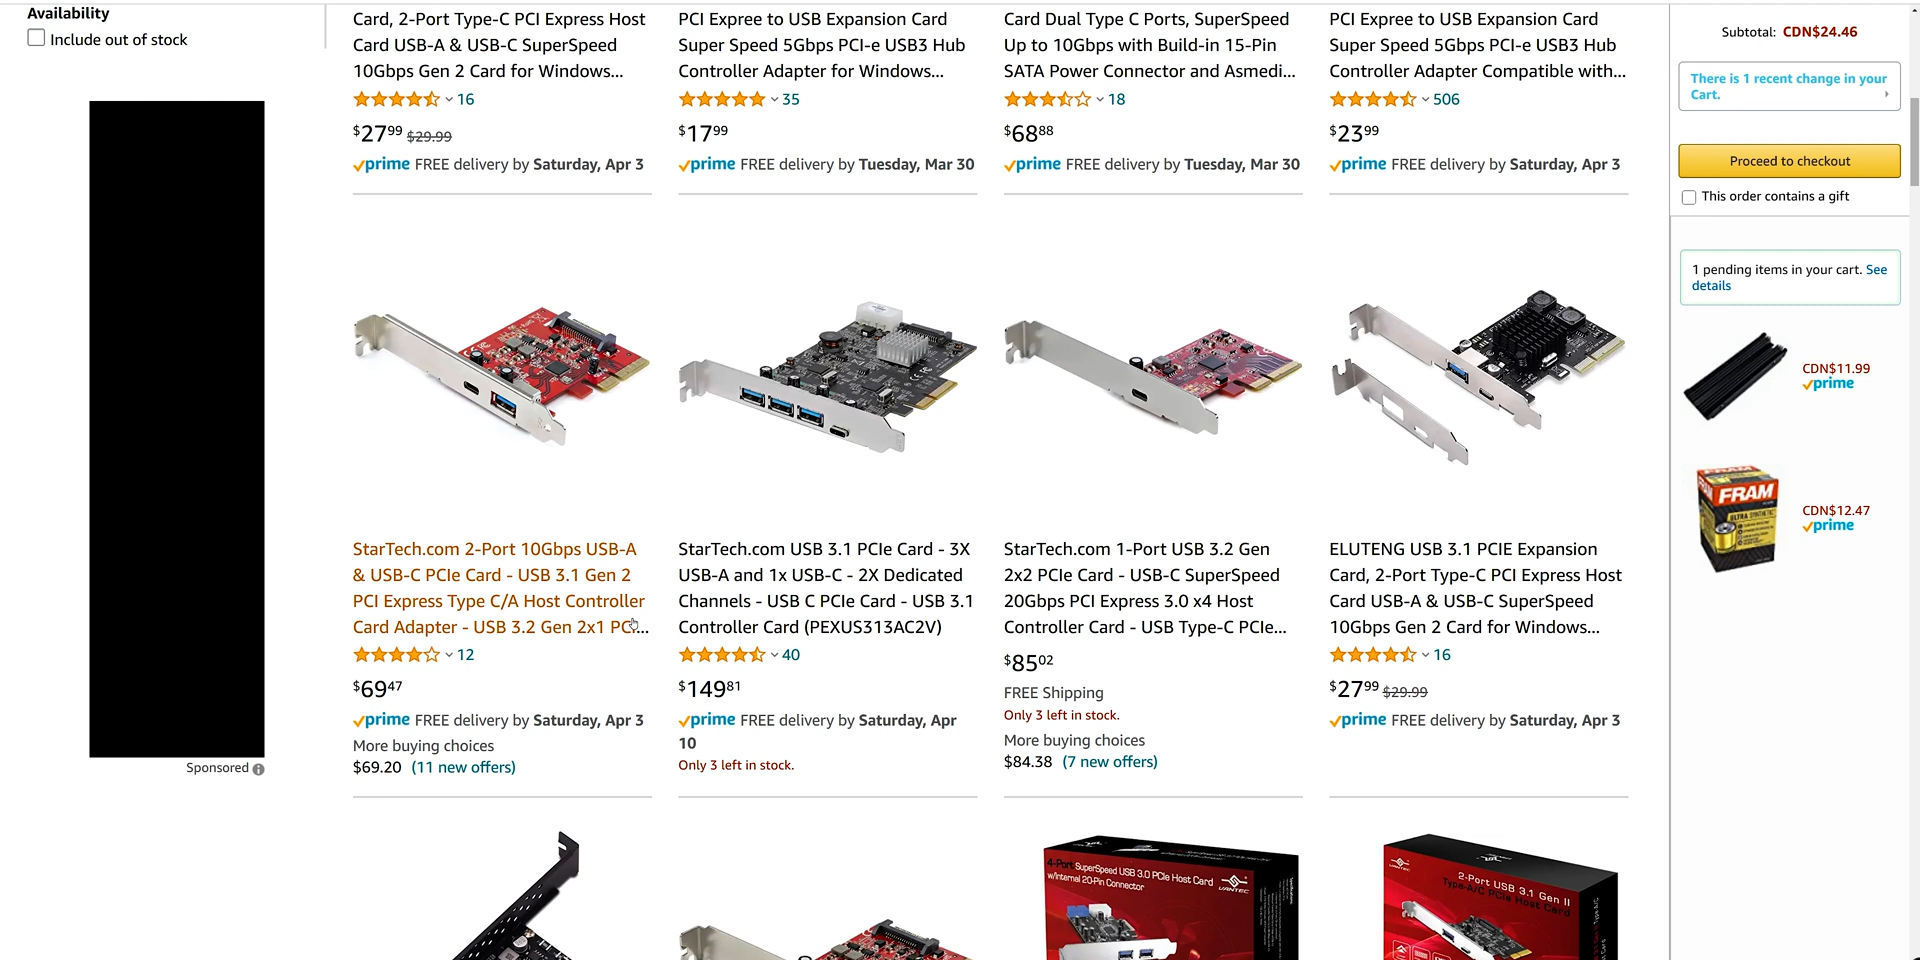 Availability
Include out of stock
Sponsored
Card, 2-Port Type-C PCI Express Host
Card USB-A & USB-C SuperSpeed
10Gbps Gen 2 Card for Windows...
16
$27⁹⁹ $29.99
prime FREE delivery by Saturday, Apr 3
PCI Expree to USB Expansion Card
Super Speed 5Gbps PCI-e USB3 Hub
Controller Adapter for Windows...
35
$17⁹⁹
prime FREE delivery by Tuesday, Mar 30
Card Dual Type C Ports, SuperSpeed
Up to 10Gbps with Build-in 15-Pin
SATA Power Connector and Asmedi...
18
$68⁸⁸
prime FREE delivery by Tuesday, Mar 30
PCI Expree to USB Expansion Card
Super Speed 5Gbps PCI-e USB3 Hub
Controller Adapter Compatible with...
506
$23⁹⁹
prime FREE delivery by Saturday, Apr 3
StarTech.com 2-Port 10Gbps USB-A
& USB-C PCIe Card - USB 3.1 Gen 2
PCI Express Type C/A Host Controller
Card Adapter - USB 3.2 Gen 2x1 PC...
12
$69⁴⁷
prime FREE delivery by Saturday, Apr 3
More buying choices
$69.20 (11 new offers)
StarTech.com USB 3.1 PCIe Card - 3X
USB-A and 1x USB-C - 2X Dedicated
Channels - USB C PCIe Card - USB 3.1
Controller Card (PEXUS313AC2V)
40
$149⁸¹
prime FREE delivery by Saturday, Apr
10
Only 3 left in stock.
StarTech.com 1-Port USB 3.2 Gen
2x2 PCIe Card - USB-C SuperSpeed
20Gbps PCI Express 3.0 x4 Host
Controller Card - USB Type-C PCIe...
$85⁰²
FREE Shipping
Only 3 left in stock.
More buying choices
$84.38 (7 new offers)
ELUTENG USB 3.1 PCIE Expansion
Card, 2-Port Type-C PCI Express Host
Card USB-A & USB-C SuperSpeed
10Gbps Gen 2 Card for Windows...
16
$27⁹⁹ $29.99
prime FREE delivery by Saturday, Apr 3
4-Port SuperSpeed USB 3.0 PCIe Host Card
w/Internal 20-Pin Connector
VANTEC
VANTEC
2-Port USB 3.1 Gen II
Type-A/C PCIe Host Card
Subtotal: CDN$24.46
There is 1 recent change in your
Cart.
Proceed to checkout
This order contains a gift
1 pending items in your cart. See
details
CDN$11.99
prime
FRAM
ULTRA SYNTHETIC
CDN$12.47
prime